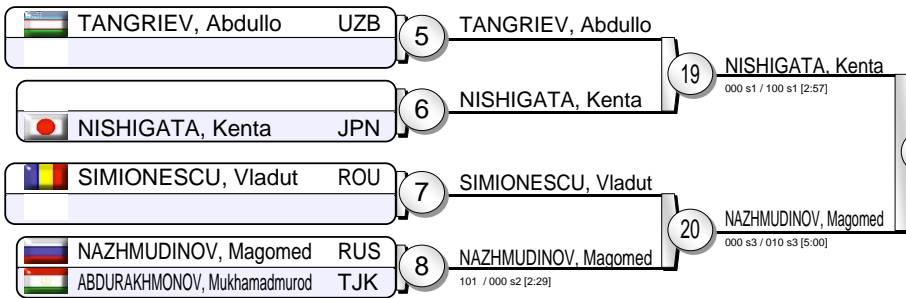 TANGRIEV, Abdullo UZB
5
TANGRIEV, Abdullo
19
NISHIGATA, Kenta
000 s1 / 100 s1 [2:57]
6
NISHIGATA, Kenta
NISHIGATA, Kenta JPN
SIMIONESCU, Vladut ROU
7
SIMIONESCU, Vladut
20
NAZHMUDINOV, Magomed
000 s3 / 010 s3 [5:00]
NAZHMUDINOV, Magomed RUS
8
NAZHMUDINOV, Magomed
101 / 000 s2 [2:29]
ABDURAKHMONOV, Mukhamadmurod TJK